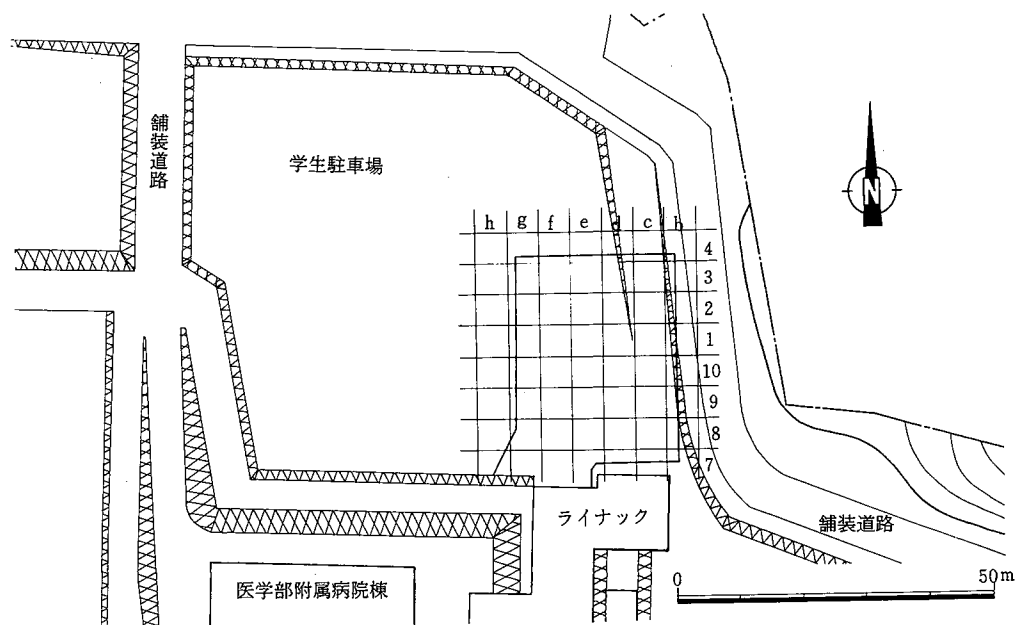 舗装道路
学生駐車場
N
h g f e d c b
4
3
2
1
10
9
8
7
ライナック
舗装道路
医学部附属病院棟
0 50m